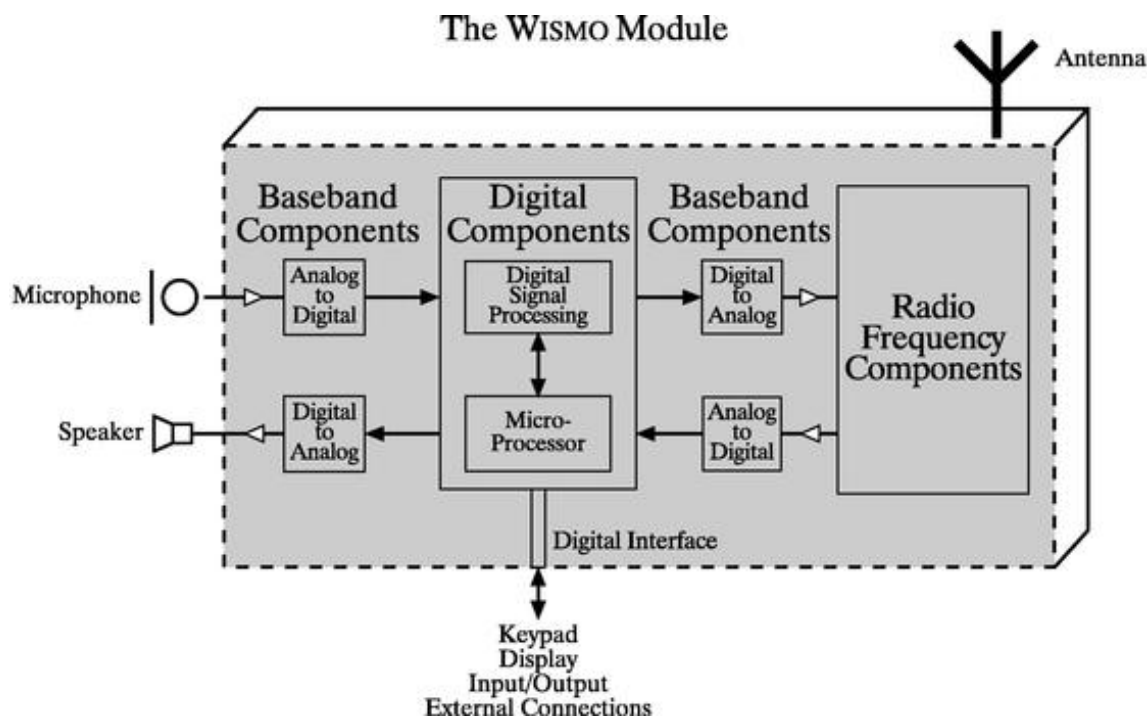 The WISMO Module
Antenna
Baseband
Components
Digital
Components
Baseband
Components
Microphone
Analog
to
Digital
Digital
Signal
Processing
Digital
to
Analog
Radio
Frequency
Components
Speaker
Digital
to
Analog
Micro-
Processor
Analog
to
Digital
Digital Interface
Keypad
Display
Input/Output
External Connections